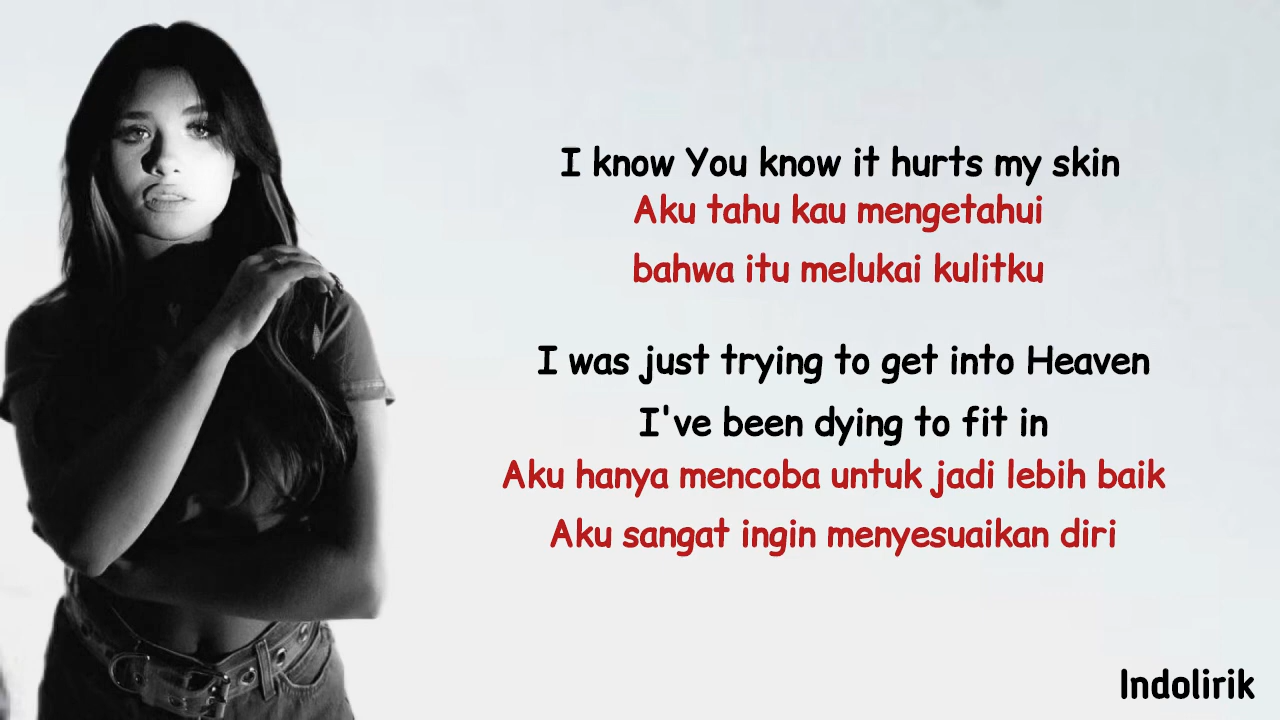 I know You know it hurts my skin
Aku tahu kau mengetahui
bahwa itu melukai kulitku
I was just trying to get into Heaven
I've been dying to fit in
Aku hanya mencoba untuk jadi lebih baik
Aku sangat ingin menyesuaikan diri
Indolirik